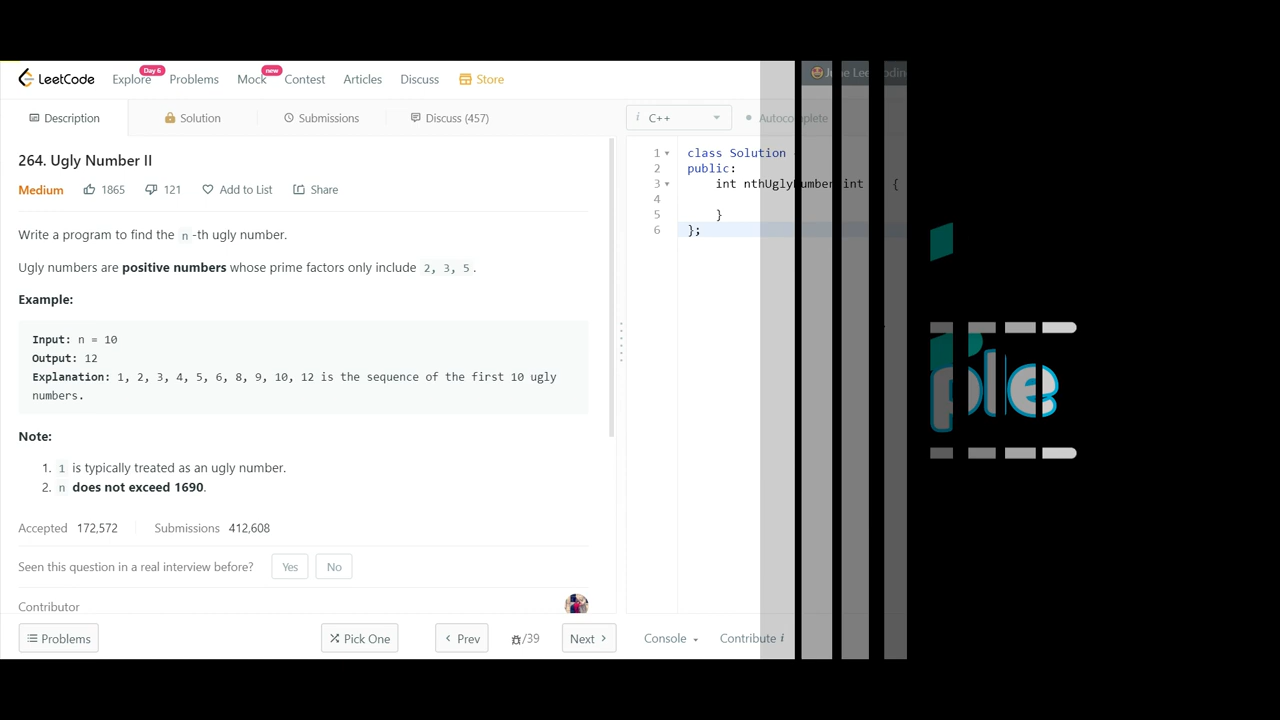 LeetCode
Explore
Day 6
Problems
Mock
new
Contest
Articles
Discuss
Store
Description
Solution
Submissions
Discuss (457)
i C++
Autocomplete
264. Ugly Number II
Medium
1865
121
Add to List
Share
Write a program to find the n -th ugly number.
Ugly numbers are positive numbers whose prime factors only include 2, 3, 5 .
Example:
Input: n = 10
Output: 12
Explanation: 1, 2, 3, 4, 5, 6, 8, 9, 10, 12 is the sequence of the first 10 ugly
numbers.
Note:
1. 1 is typically treated as an ugly number.
2. n does not exceed 1690.
Accepted 172,572
Submissions 412,608
Seen this question in a real interview before?
Yes
No
Contributor
1 class Solution
2 public:
3 int nthUglyNumber int {
4
5 }
6 };
ple
Problems
Pick One
Prev
/39
Next
Console
Contribute i